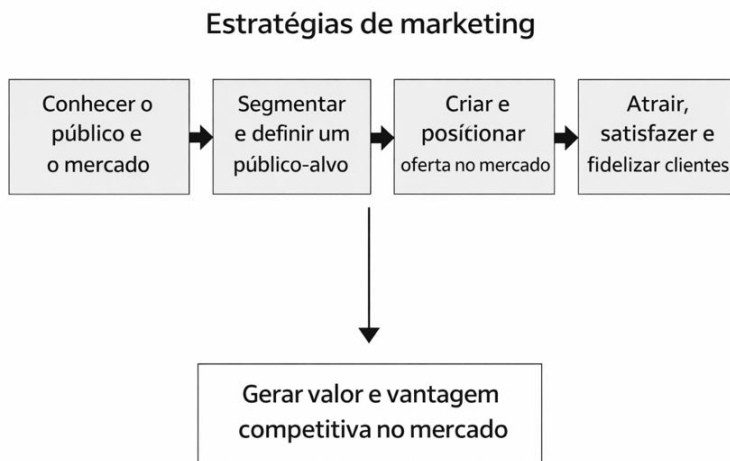 Estratégias de marketing
Conhecer o
público e
o mercado
Segmentar
e definir um
público-alvo
Criar e
posítionar
oferta no mercado
Atrair,
satisfazer e
fidelizar clientes
Gerar valor e vantagem
competitiva no mercado